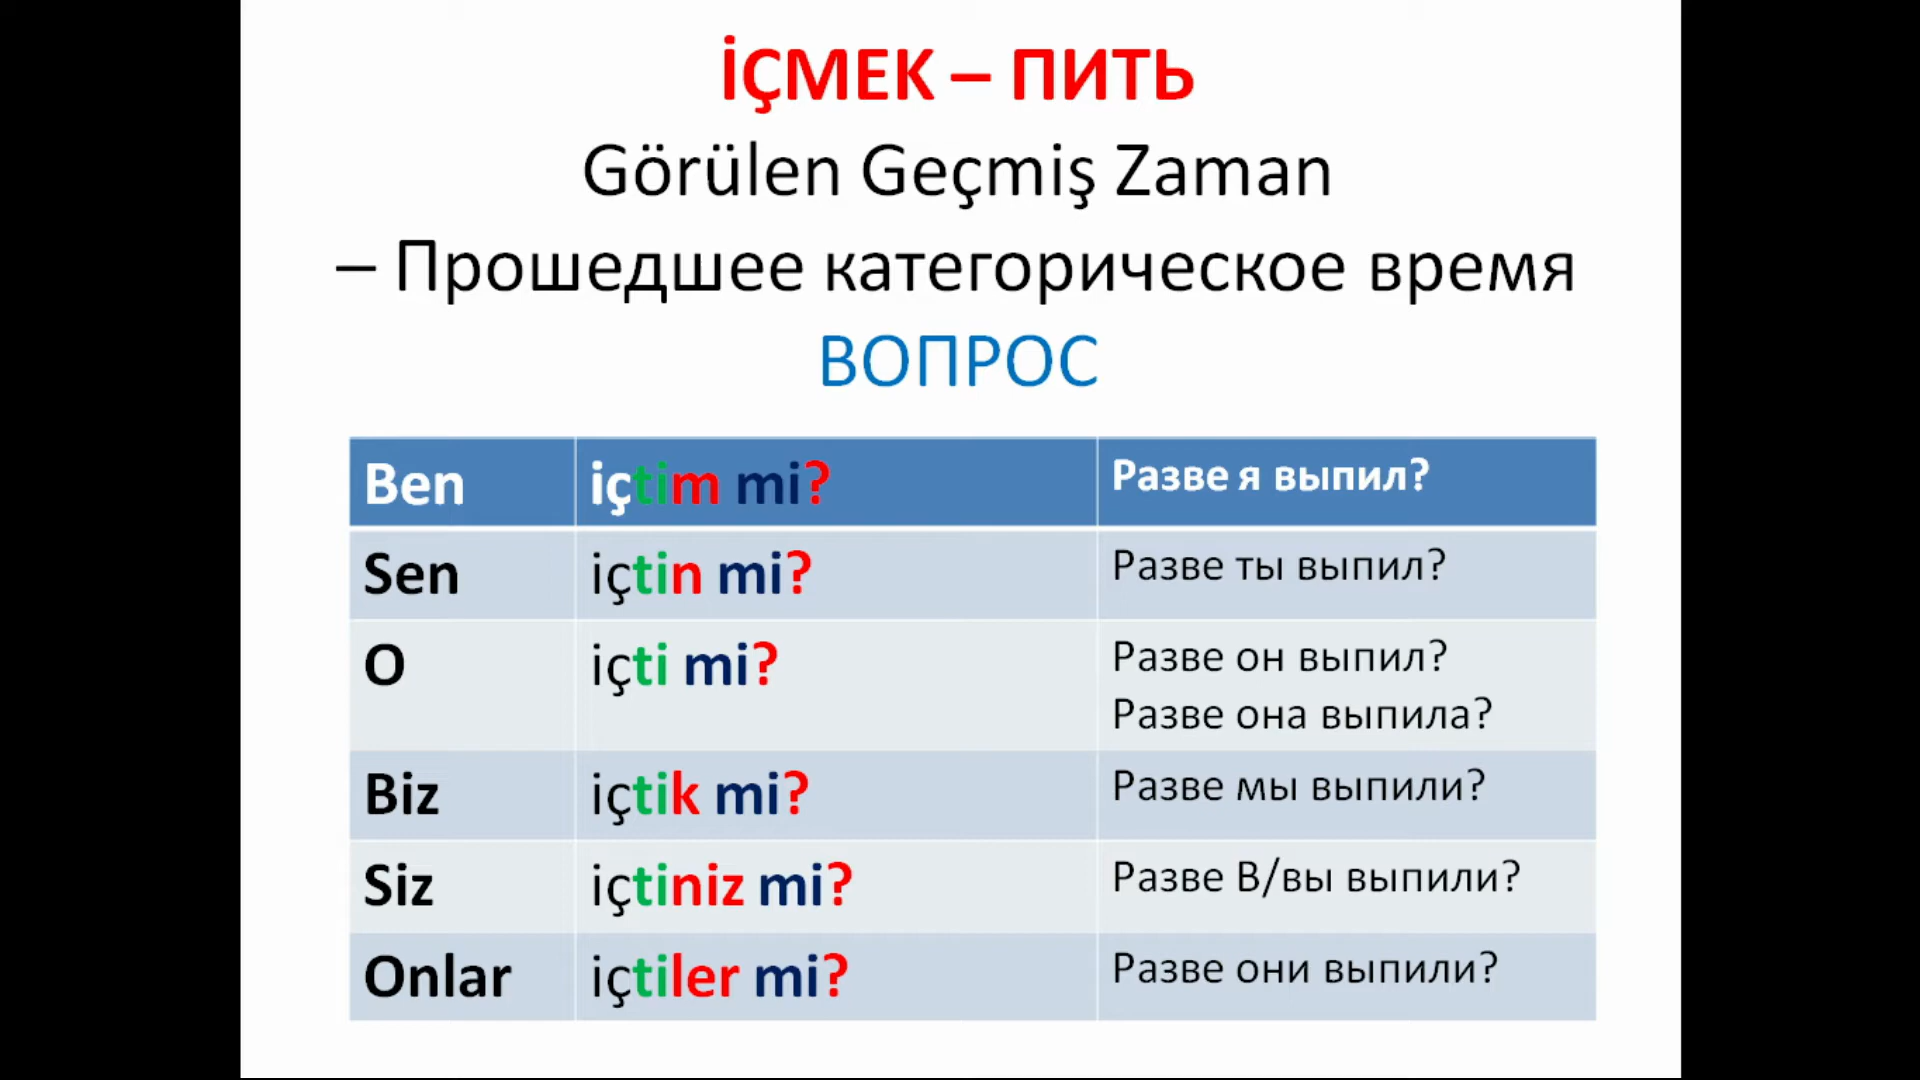 İÇMEK – ПИТЬ
Görülen Geçmiş Zaman
– Прошедшее категорическое время
ВОПРОС
Ben içtim mi? Разве я выпил?
Sen içtin mi? Разве ты выпил?
O içti mi? Разве он выпил?
Разве она выпила?
Biz içtik mi? Разве мы выпили?
Siz içtiniz mi? Разве В/вы выпили?
Onlar içtiler mi? Разве они выпили?